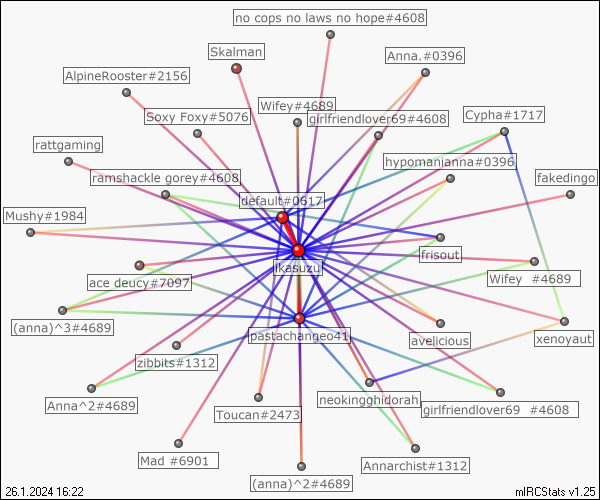 no cops no laws no hope#4608
Skalman
Anna.#0396
AlpineRooster#2156
Wifey#4689
Soxy Foxy#5076
girlfriendlover69#4608
Cypha#1717
rattgaming
hypomanianna#0396
ramshackle gorey#4608
fakedingo
default#0617
Mushy#1984
frisout
ikasuzu
ace deucy#7097
Wifey  #4689
(anna)^3#4689
pastachangeo41
avelicious
xenoyaut
zibbits#1312
Anna^2#4689
neokingghidorah
girlfriendlover69  #4608
Toucan#2473
Mad #6901
Annarchist#1312
(anna)^2#4689
26.1.2024 16:22
mIRCStats v1.25